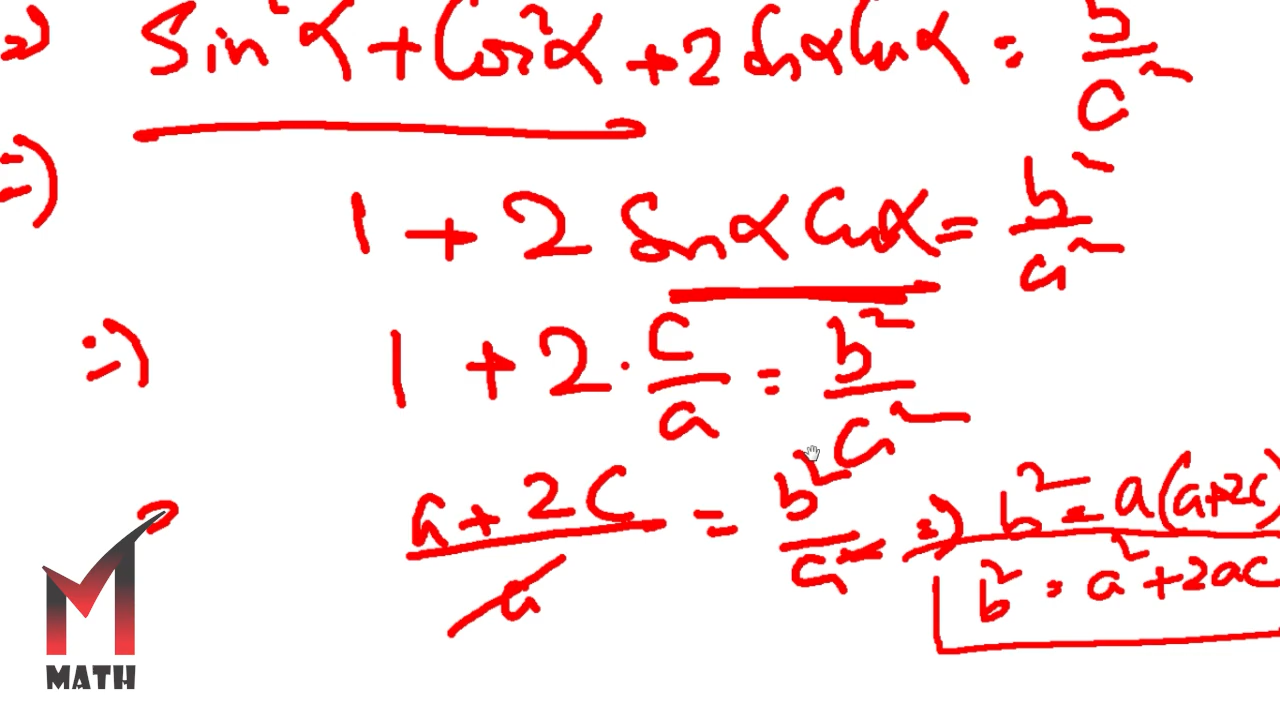 ⇒ Sin²α + Cos²α + 2 Sinα Cosα = b/a²
⇒ 1 + 2 Sinα Cosα = b²/a²
⇒ 1 + 2 · c/a = b²/a²
a + 2c / a = b²/a² ⇒ b² = a(a+2c)
b² = a² + 2ac
MATH